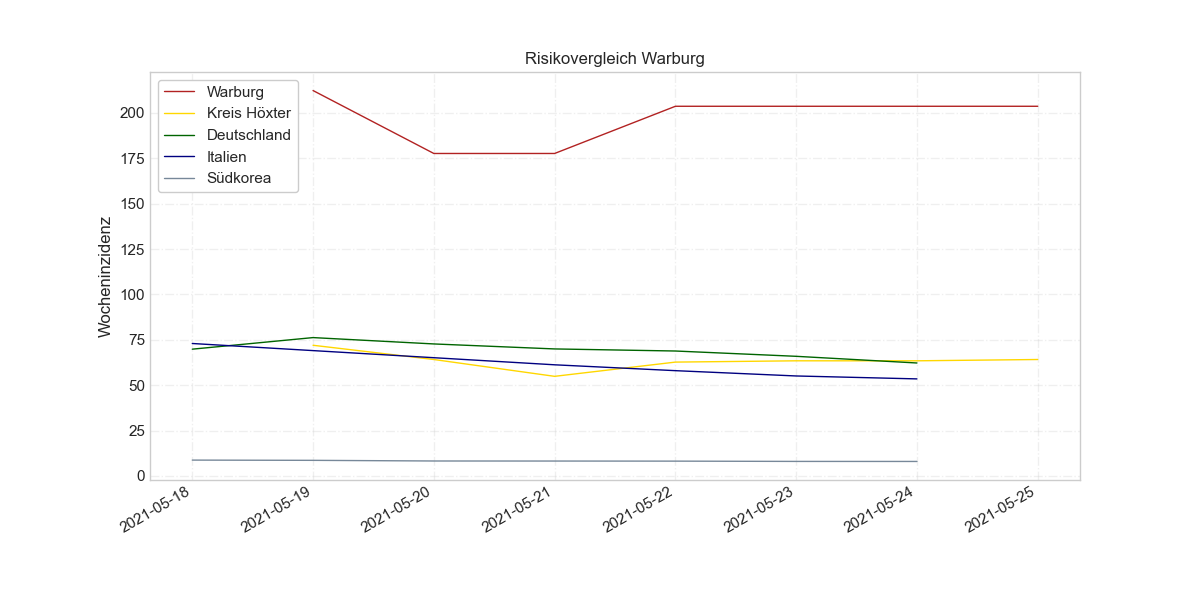 Risikovergleich Warburg
Warburg
Kreis Höxter
Deutschland
Italien
Südkorea
Wocheninzidenz
200
175
150
125
100
75
50
25
0
2021-05-18
2021-05-19
2021-05-20
2021-05-21
2021-05-22
2021-05-23
2021-05-24
2021-05-25